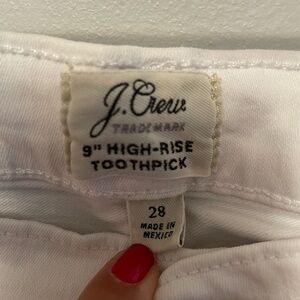 J.Crew
TRADEMARK
9" HIGH-RISE
TOOTHPICK
28
MADE IN
MEXICO